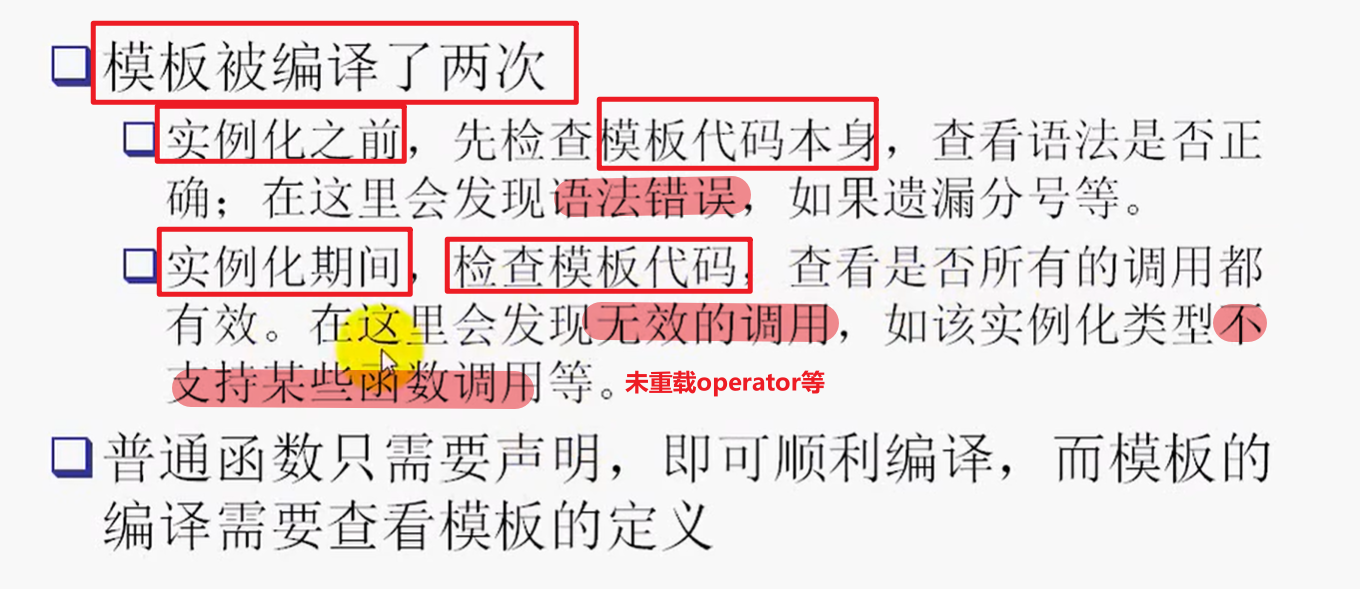 模板被编译了两次
实例化之前，先检查模板代码本身，查看语法是否正
确；在这里会发现语法错误，如果遗漏分号等。
实例化期间，检查模板代码，查看是否所有的调用都
有效。在这里会发现无效的调用，如该实例化类型不
支持某些函数调用等。未重载operator等
普通函数只需要声明，即可顺利编译，而模板的
编译需要查看模板的定义